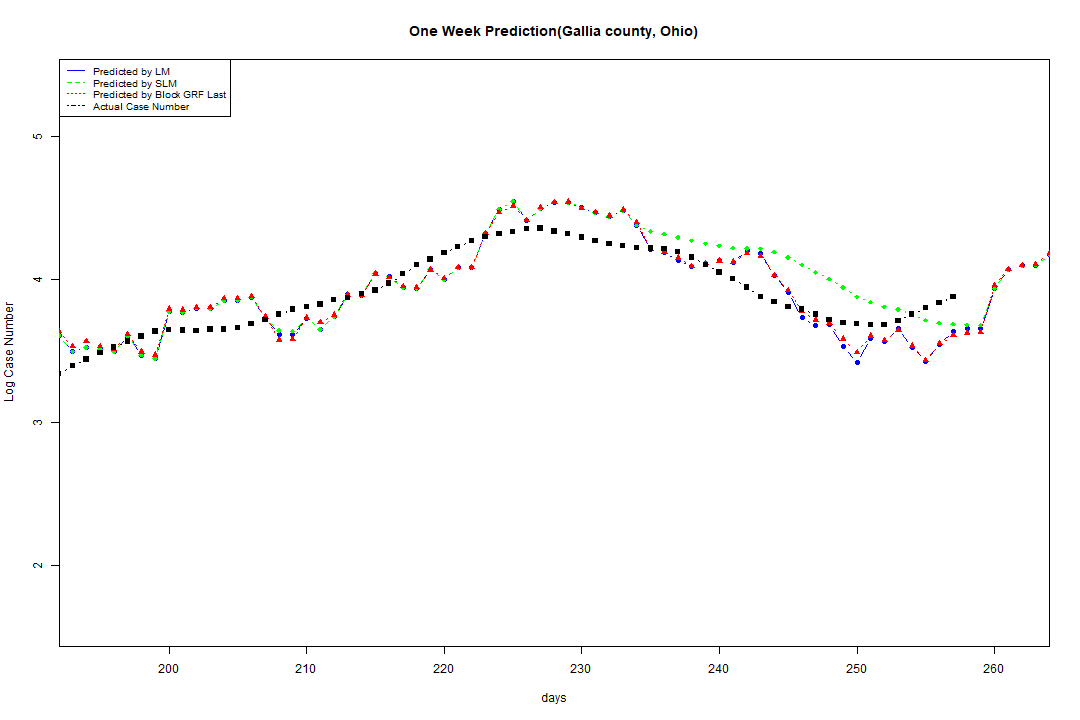 One Week Prediction(Gallia county, Ohio)
Predicted by LM
Predicted by SLM
Predicted by Block GRF Last
Actual Case Number
5
4
3
2
Log Case Number
200 210 220 230 240 250 260
days